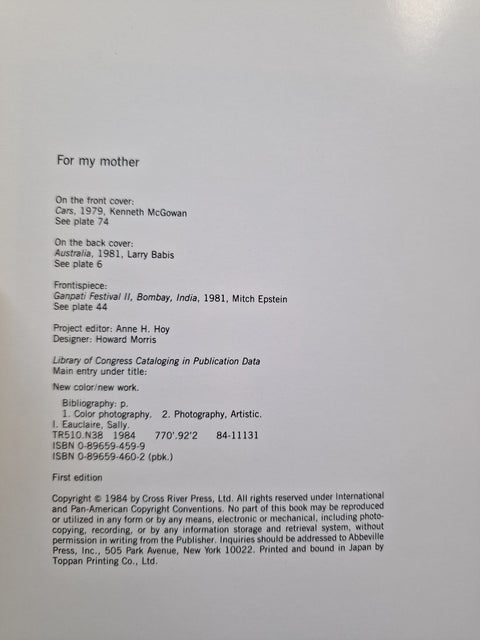 For my mother
On the front cover:
Cars, 1979, Kenneth McGowan
See plate 74
On the back cover:
Australia, 1981, Larry Babis
See plate 6
Frontispiece:
Ganpati Festival II, Bombay, India, 1981, Mitch Epstein
See plate 44
Project editor: Anne H. Hoy
Designer: Howard Morris
Library of Congress Cataloging in Publication Data
Main entry under title:
New color/new work.
Bibliography: p.
1. Color photography. 2. Photography, Artistic.
I. Eauclaire, Sally.
TR510.N38 1984 770'.92'2 84-11131
ISBN 0-89659-459-9
ISBN 0-89659-460-2 (pbk.)
First edition
Copyright © 1984 by Cross River Press, Ltd. All rights reserved under International
and Pan-American Copyright Conventions. No part of this book may be reproduced
or utilized in any form or by any means, electronic or mechanical, including photo-
copying, recording, or by any information storage and retrieval system, without
permission in writing from the Publisher. Inquiries should be addressed to Abbeville
Press, Inc., 505 Park Avenue, New York 10022. Printed and bound in Japan by
Toppan Printing Co., Ltd.